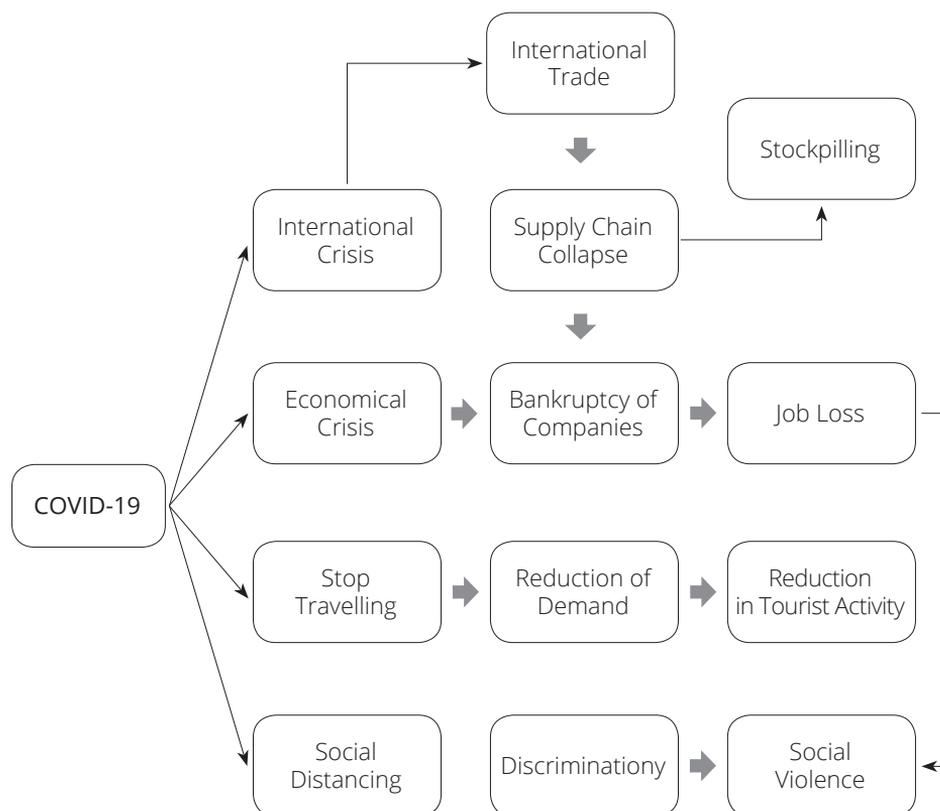 International
Trade
Stockpilling
International
Crisis
Supply Chain
Collapse
Economical
Crisis
Bankruptcy of
Companies
Job Loss
COVID-19
Stop
Travelling
Reduction of
Demand
Reduction
in Tourist Activity
Social
Distancing
Discriminationy
Social
Violence